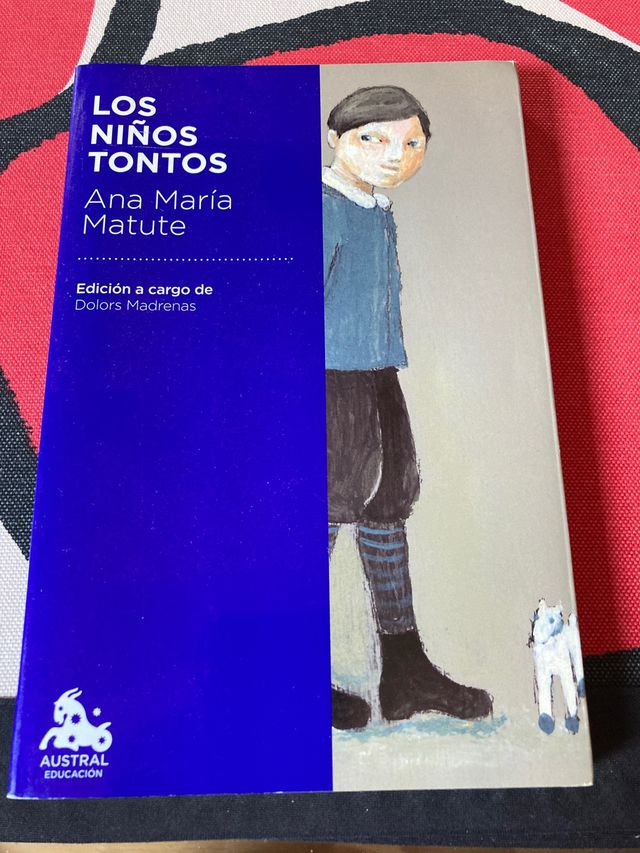 LOS
NIÑOS
TONTOS
Ana María
Matute
Edición a cargo de
Dolors Madrenas
AUSTRAL
EDUCACIÓN